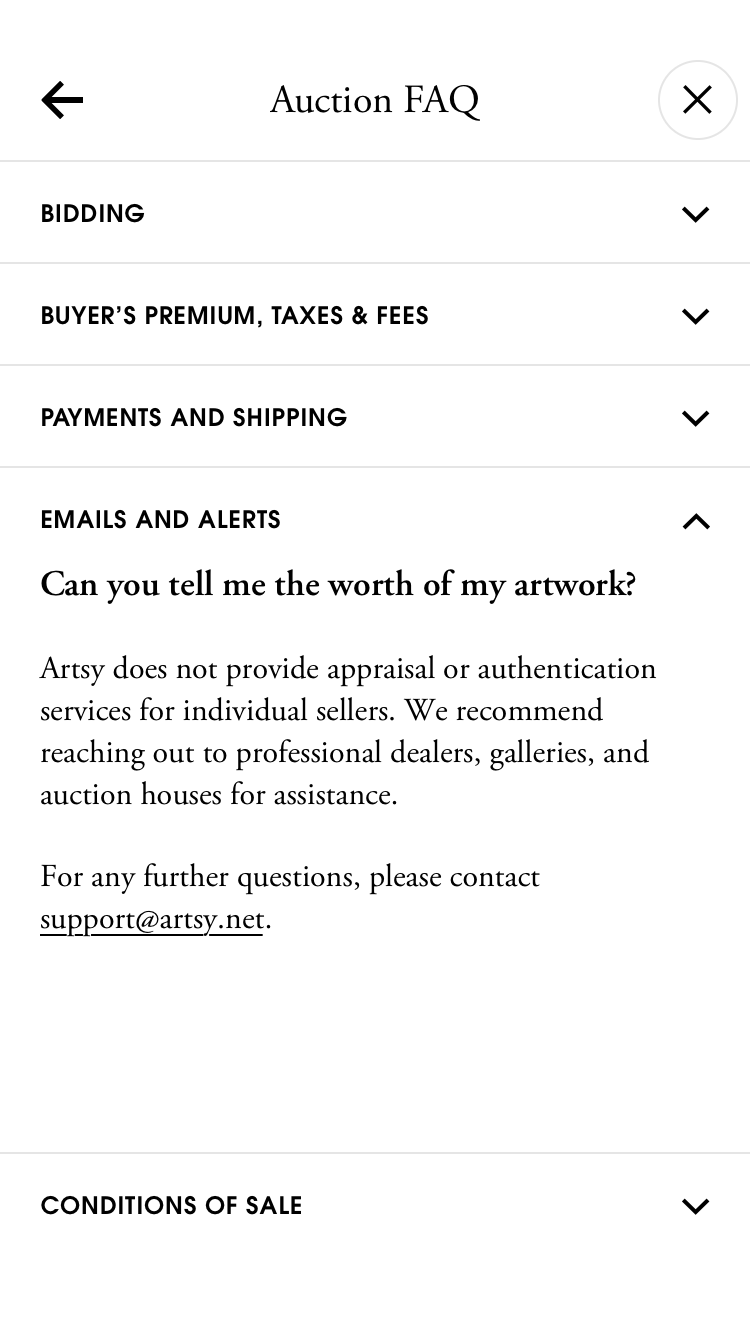 Auction FAQ
BIDDING
BUYER’S PREMIUM, TAXES & FEES
PAYMENTS AND SHIPPING
EMAILS AND ALERTS
Can you tell me the worth of my artwork?
Artsy does not provide appraisal or authentication
services for individual sellers. We recommend
reaching out to professional dealers, galleries, and
auction houses for assistance.
For any further questions, please contact
support@artsy.net.
CONDITIONS OF SALE